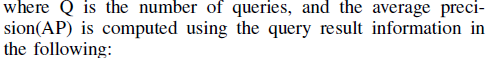 where Q is the number of queries, and the average preci-
sion(AP) is computed using the query result information in
the following: